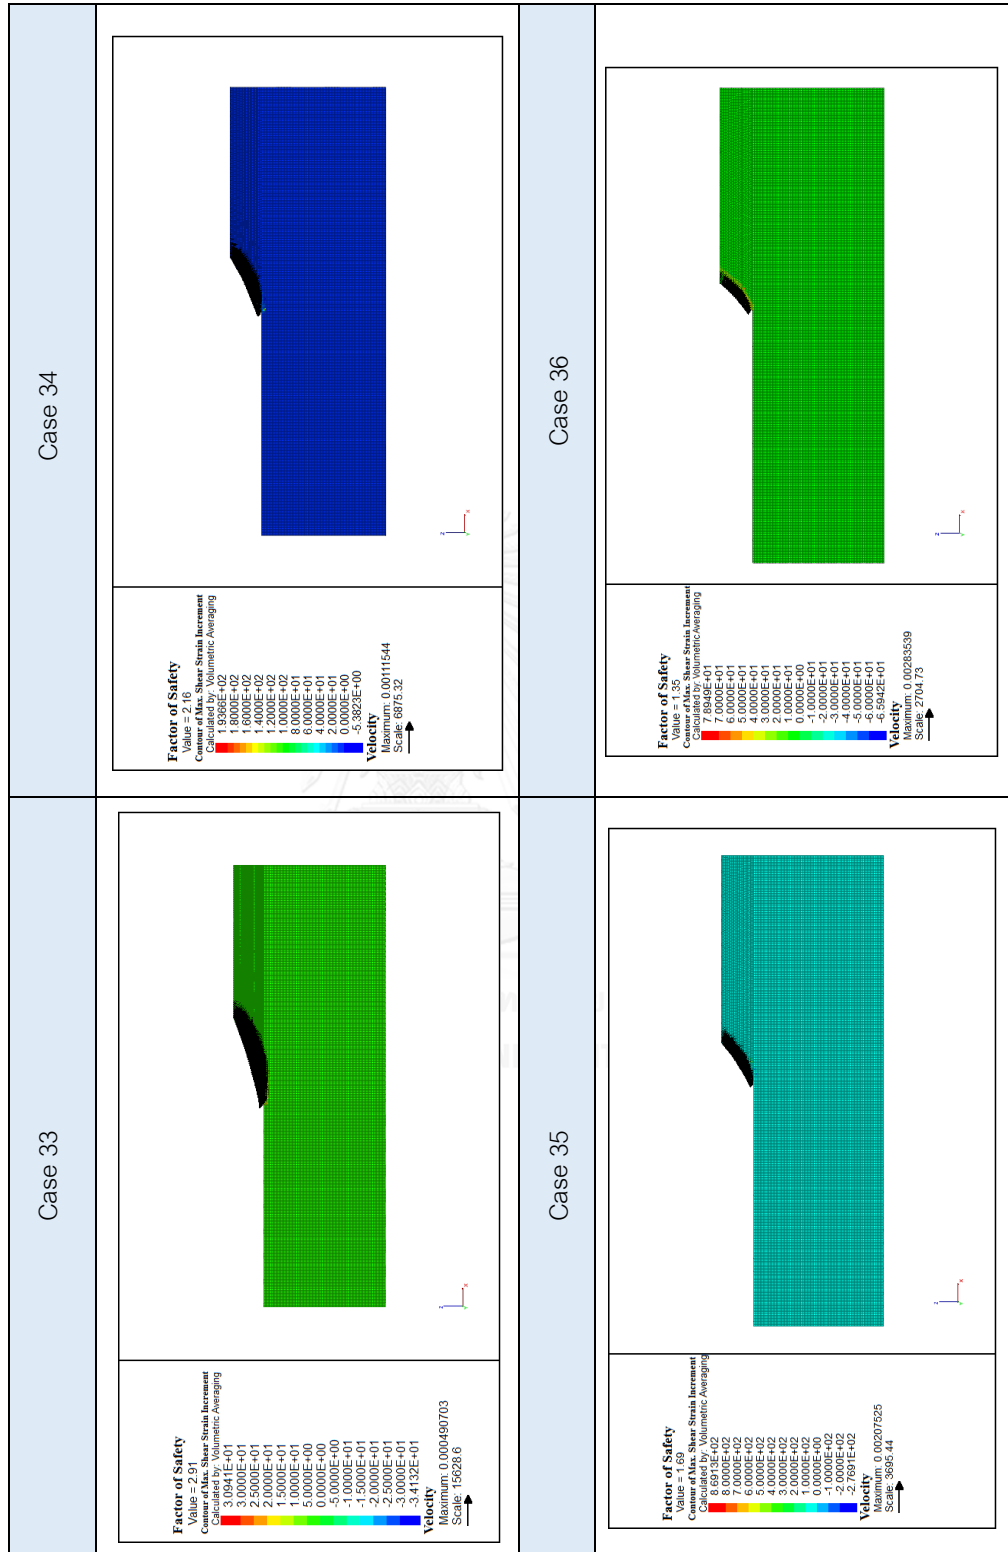 Case 33
Factor of Safety
Value = 2.91
Contour of Max. Shear Strain Increment
Calculated by: Volumetric Averaging
3.0941E+01
3.0000E+01
2.5000E+01
2.0000E+01
1.5000E+01
1.0000E+01
5.0000E+00
0.0000E+00
-5.0000E+00
-1.0000E+01
-1.5000E+01
-2.0000E+01
-2.5000E+01
-3.0000E+01
-3.4132E+01
Velocity
Maximum: 0.000490703
Scale: 15628.6
Case 34
Factor of Safety
Value = 2.16
Contour of Max. Shear Strain Increment
Calculated by: Volumetric Averaging
1.9366E+02
1.8000E+02
1.6000E+02
1.4000E+02
1.2000E+02
1.0000E+02
8.0000E+01
6.0000E+01
4.0000E+01
2.0000E+01
0.0000E+00
-5.3823E+00
Velocity
Maximum: 0.0011544
Scale: 6875.32
Case 35
Factor of Safety
Value = 1.69
Contour of Max. Shear Strain Increment
Calculated by: Volumetric Averaging
8.6913E+02
8.0000E+02
7.0000E+02
6.0000E+02
5.0000E+02
4.0000E+02
3.0000E+02
2.0000E+02
1.0000E+02
0.0000E+00
-1.0000E+02
-2.0000E+02
-2.7691E+02
Velocity
Maximum: 0.00207525
Scale: 3695.44
Case 36
Factor of Safety
Value = 1.35
Contour of Max. Shear Strain Increment
Calculated by: Volumetric Averaging
7.8949E+01
7.0000E+01
6.0000E+01
5.0000E+01
4.0000E+01
3.0000E+01
2.0000E+01
1.0000E+01
0.0000E+00
-1.0000E+01
-2.0000E+01
-3.0000E+01
-4.0000E+01
-5.0000E+01
-6.0000E+01
-6.5942E+01
Velocity
Maximum: 0.00283539
Scale: 2704.73